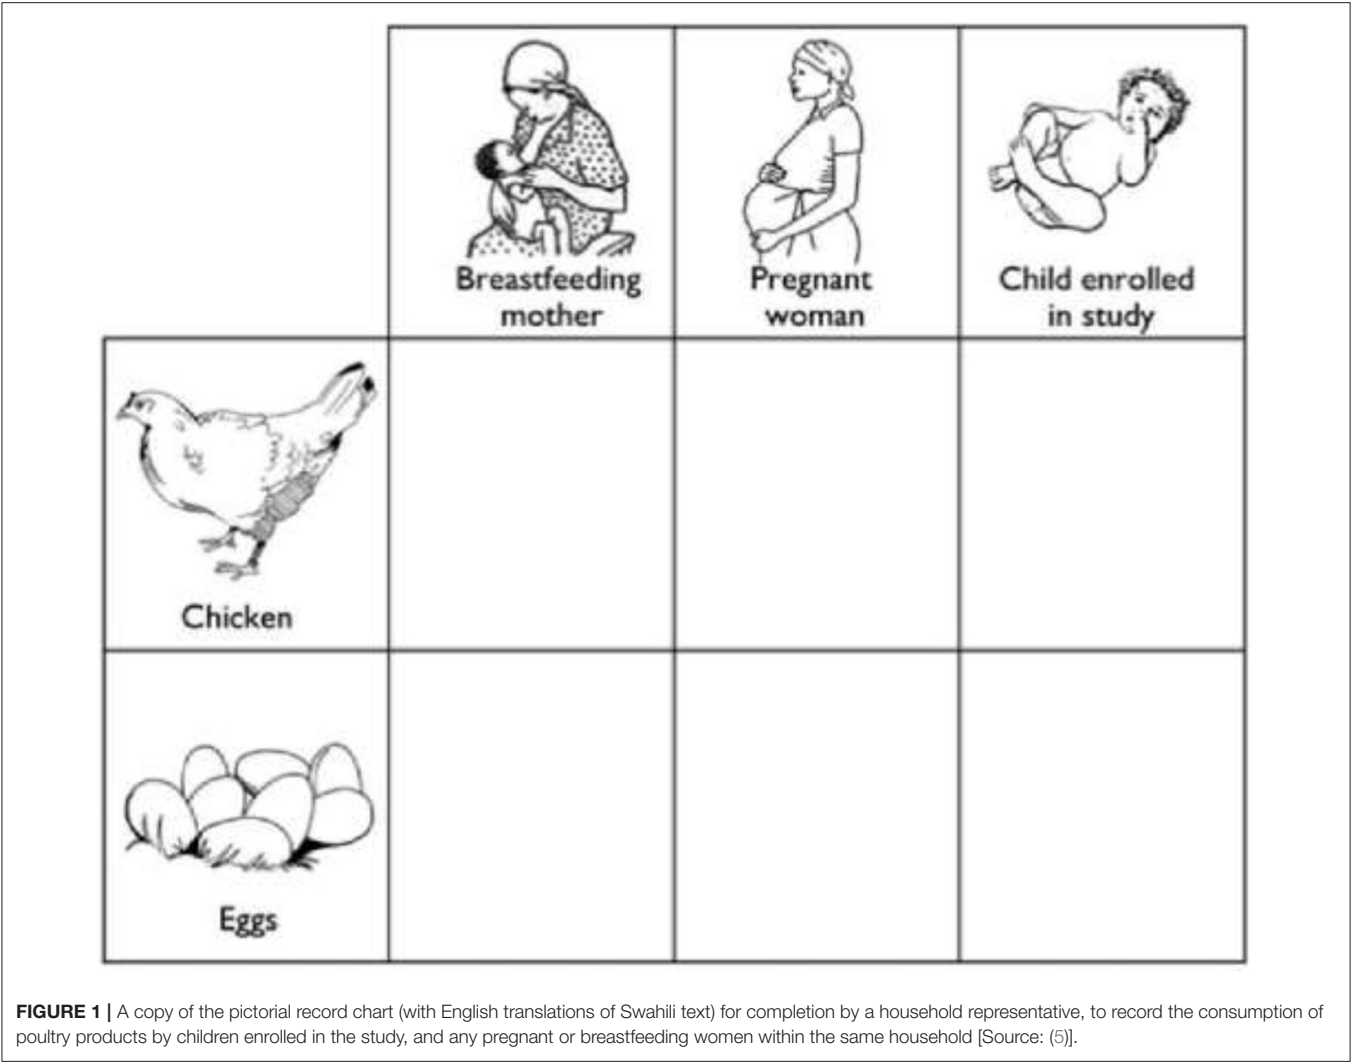 Breastfeeding
mother
Pregnant
woman
Child enrolled
in study
Chicken
Eggs
FIGURE 1 | A copy of the pictorial record chart (with English translations of Swahili text) for completion by a household representative, to record the consumption of
poultry products by children enrolled in the study, and any pregnant or breastfeeding women within the same household [Source: (5)].